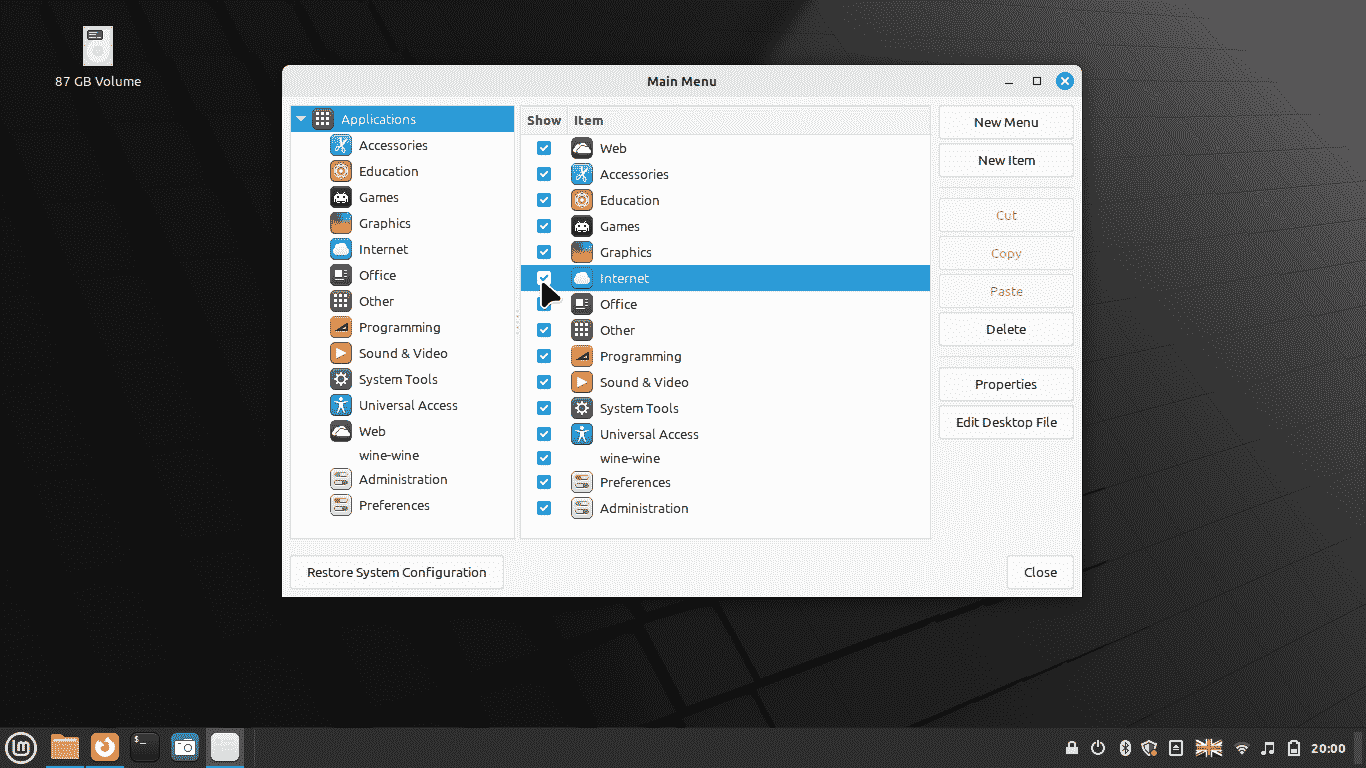 87 GB Volume
Main Menu
Applications
Accessories
Education
Games
Graphics
Internet
Office
Other
Programming
Sound & Video
System Tools
Universal Access
Web
wine-wine
Administration
Preferences
Show Item
Web
Accessories
Education
Games
Graphics
Internet
Office
Other
Programming
Sound & Video
System Tools
Universal Access
wine-wine
Preferences
Administration
New Menu
New Item
Cut
Copy
Paste
Delete
Properties
Edit Desktop File
Restore System Configuration
Close
20:00